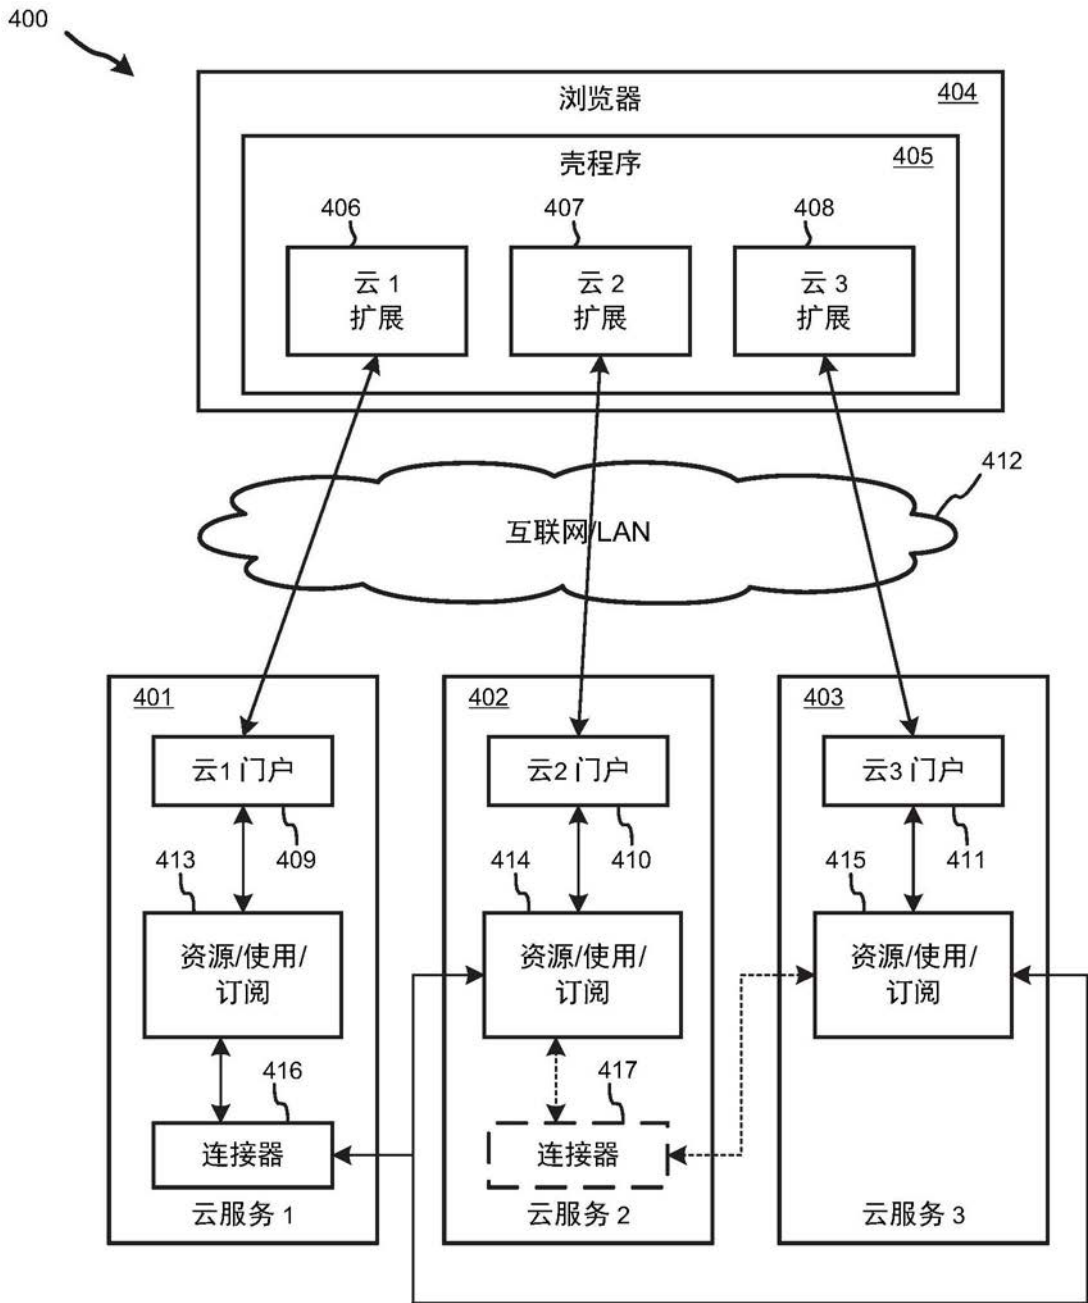 400
浏览器
404
壳程序
405
406
407
408
云 1
扩展
云 2
扩展
云 3
扩展
412
互联网/LAN
401
402
403
云1 门户
云2 门户
云3 门户
413
409
414
410
415
411
资源/使用/
订阅
资源/使用/
订阅
资源/使用/
订阅
416
417
连接器
连接器
云服务 1
云服务 2
云服务 3